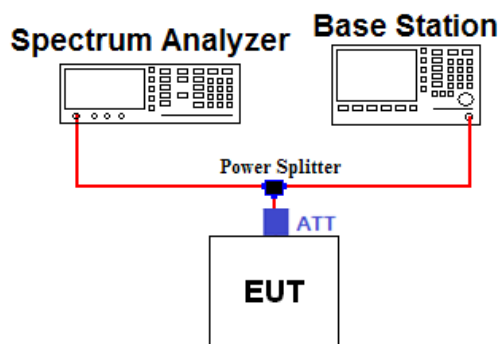 Spectrum Analyzer
Base Station
Power Splitter
ATT
EUT